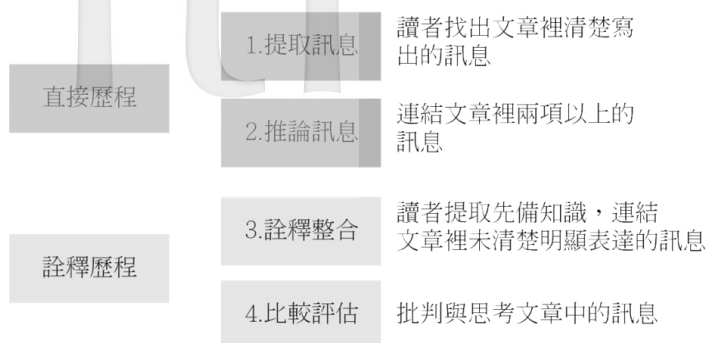 直接歷程
1.提取訊息
讀者找出文章裡清楚寫
出的訊息
2.推論訊息
連結文章裡兩項以上的
訊息
詮釋歷程
3.詮釋整合
讀者提取先備知識，連結
文章裡未清楚明顯表達的訊息
4.比較評估
批判與思考文章中的訊息